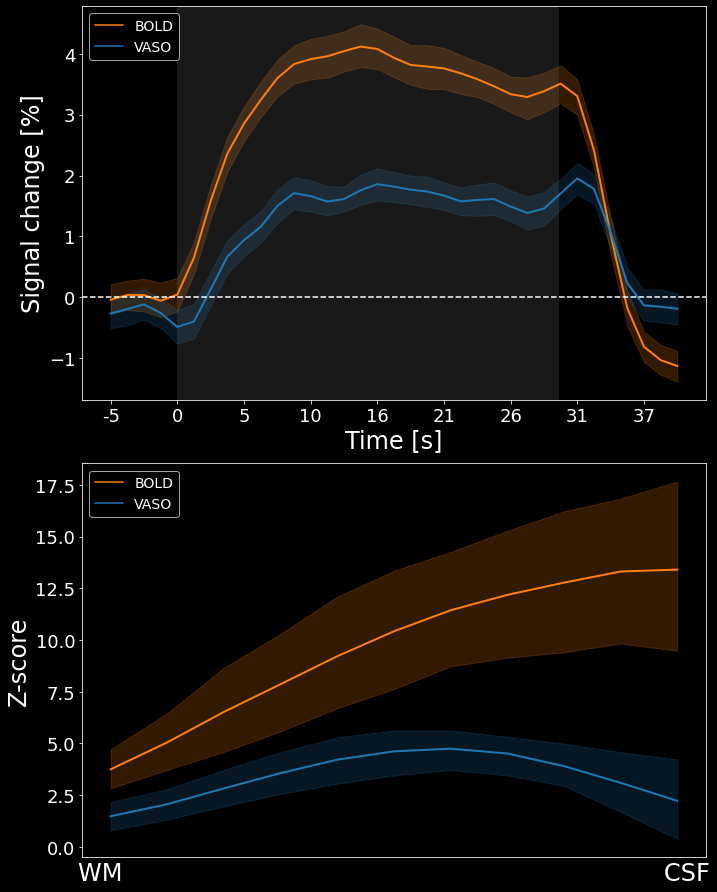 BOLD
VASO
Signal change [%]
4
3
2
1
0
−1
-5 0 5 10 16 21 26 31 37
Time [s]
BOLD
VASO
Z-score
17.5
15.0
12.5
10.0
7.5
5.0
2.5
0.0
WM CSF